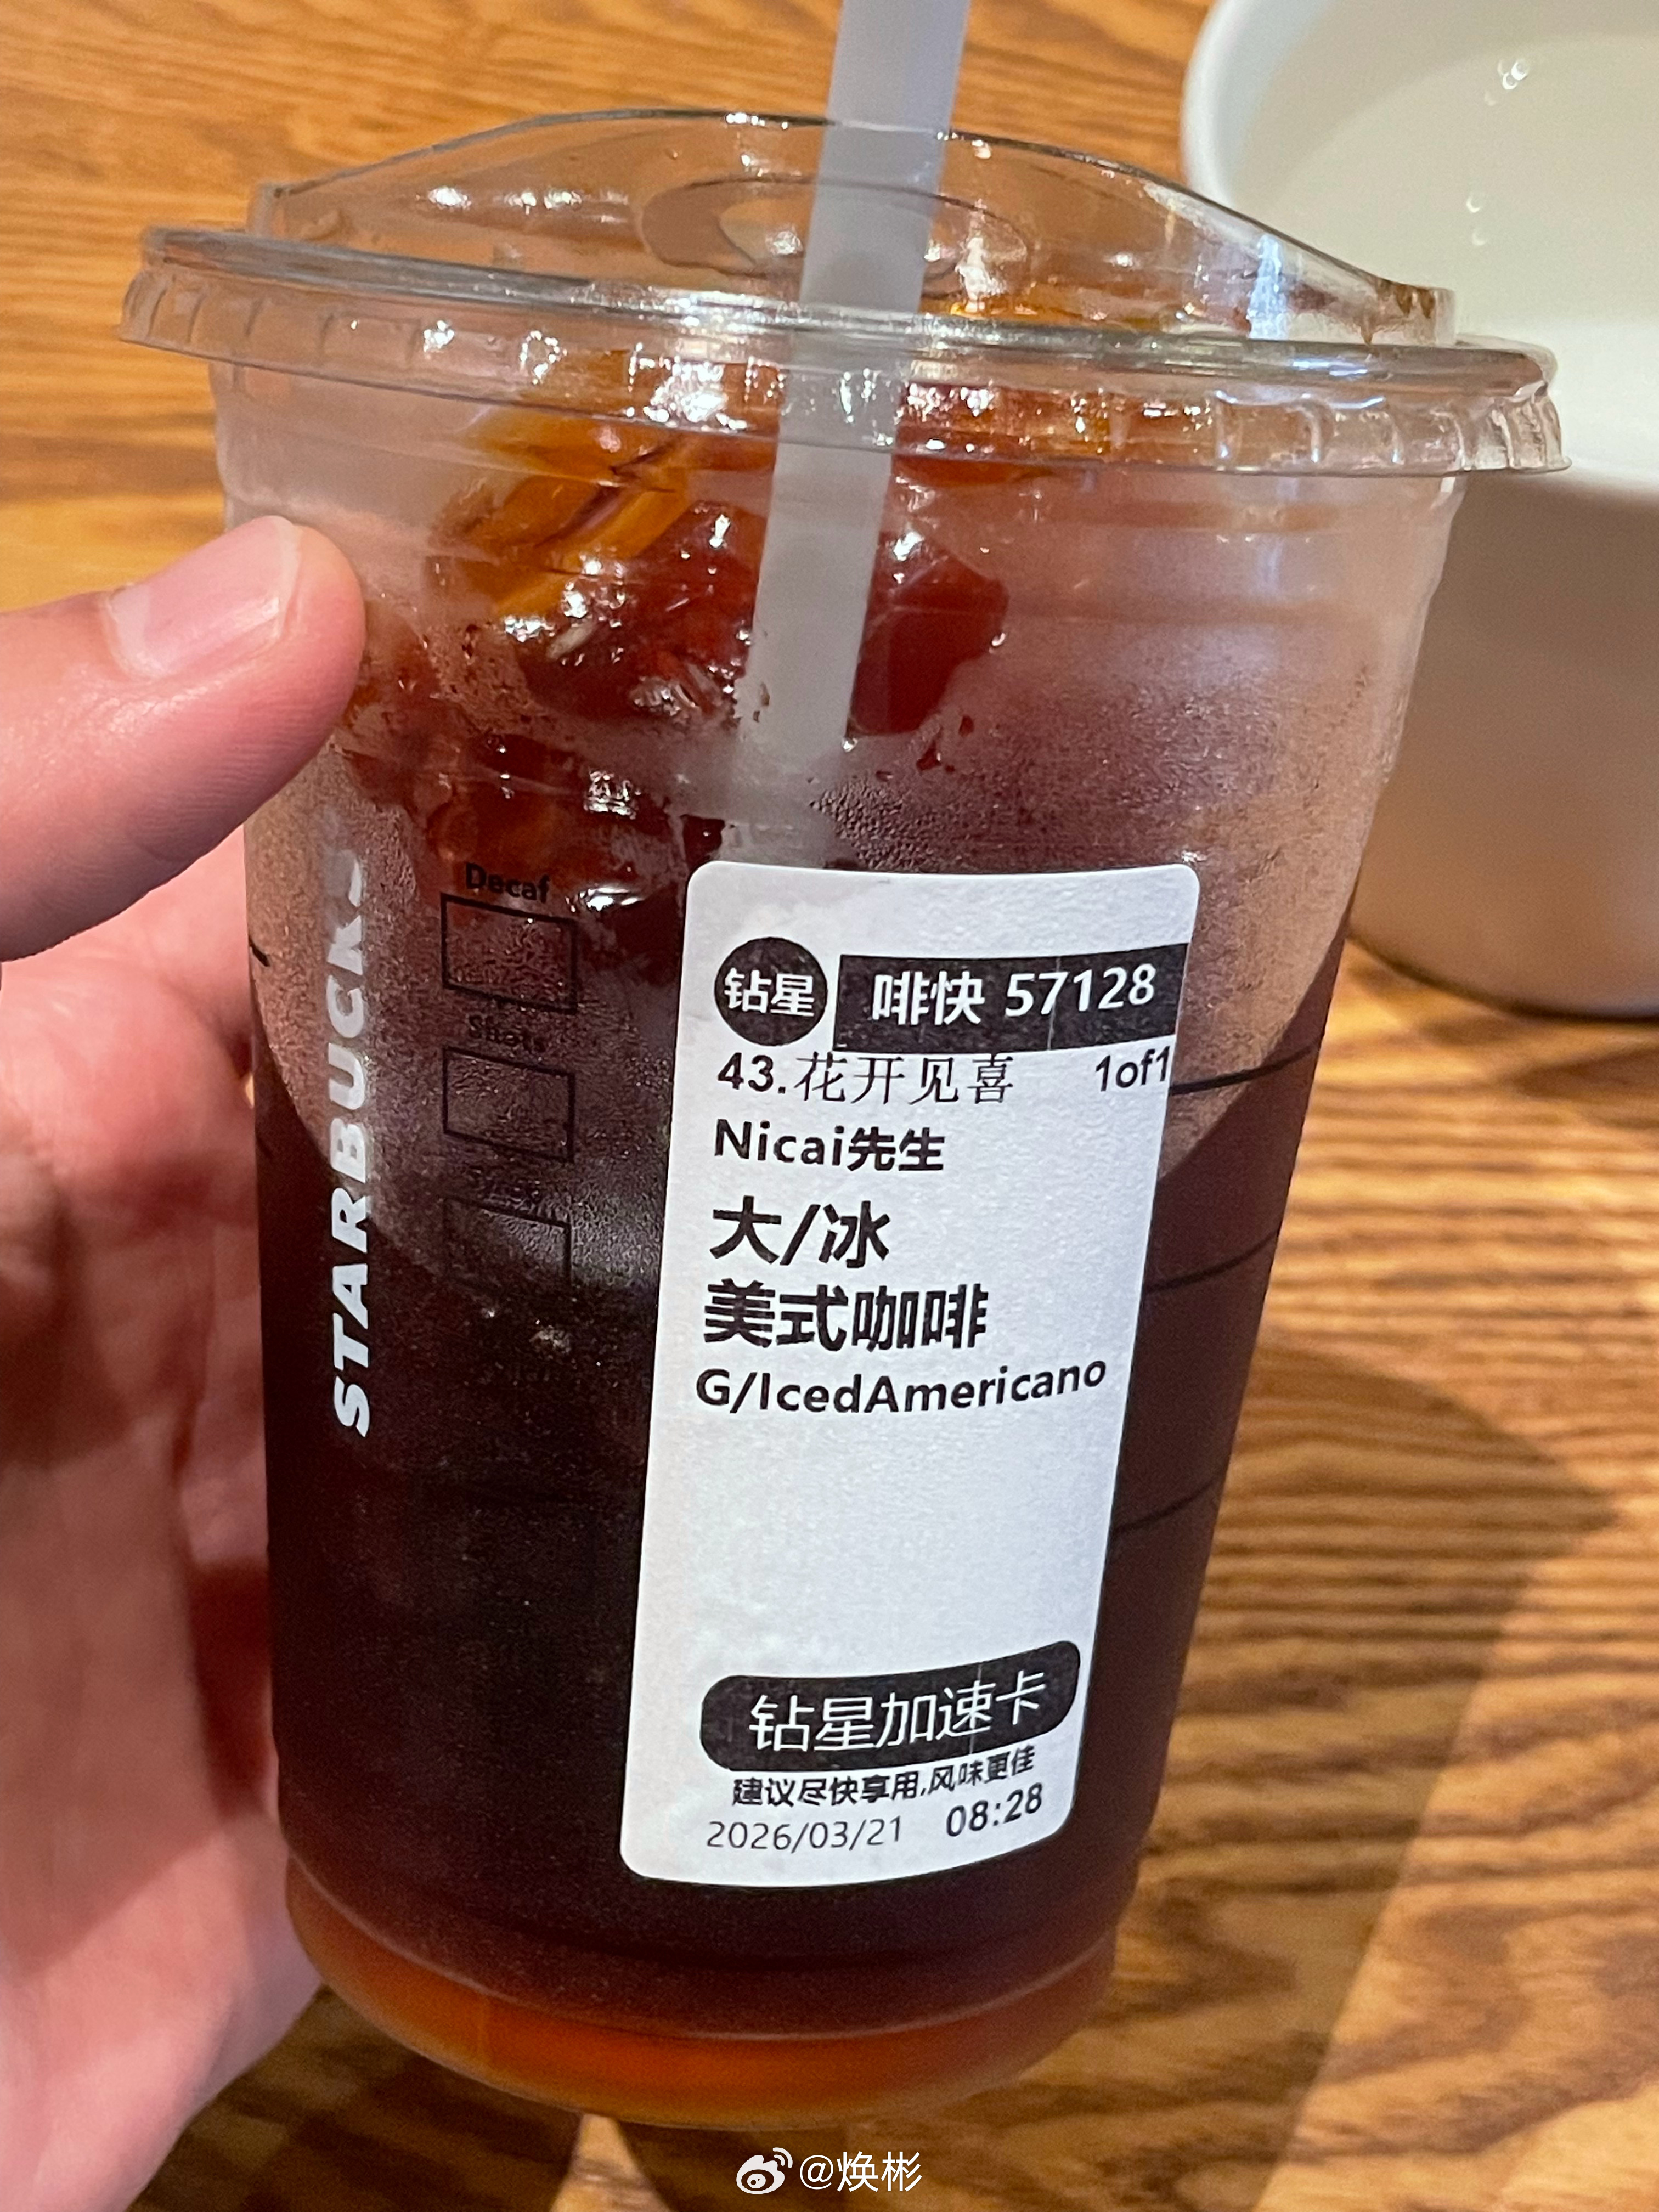 STARBUCKS
Decaf
Shots
钻星 啡快 57128
43.花开见喜 1of1
Nicai先生
大/冰
美式咖啡
G/IcedAmericano
钻星加速卡
建议尽快享用,风味更佳
2026/03/21 08:28
@焕彬